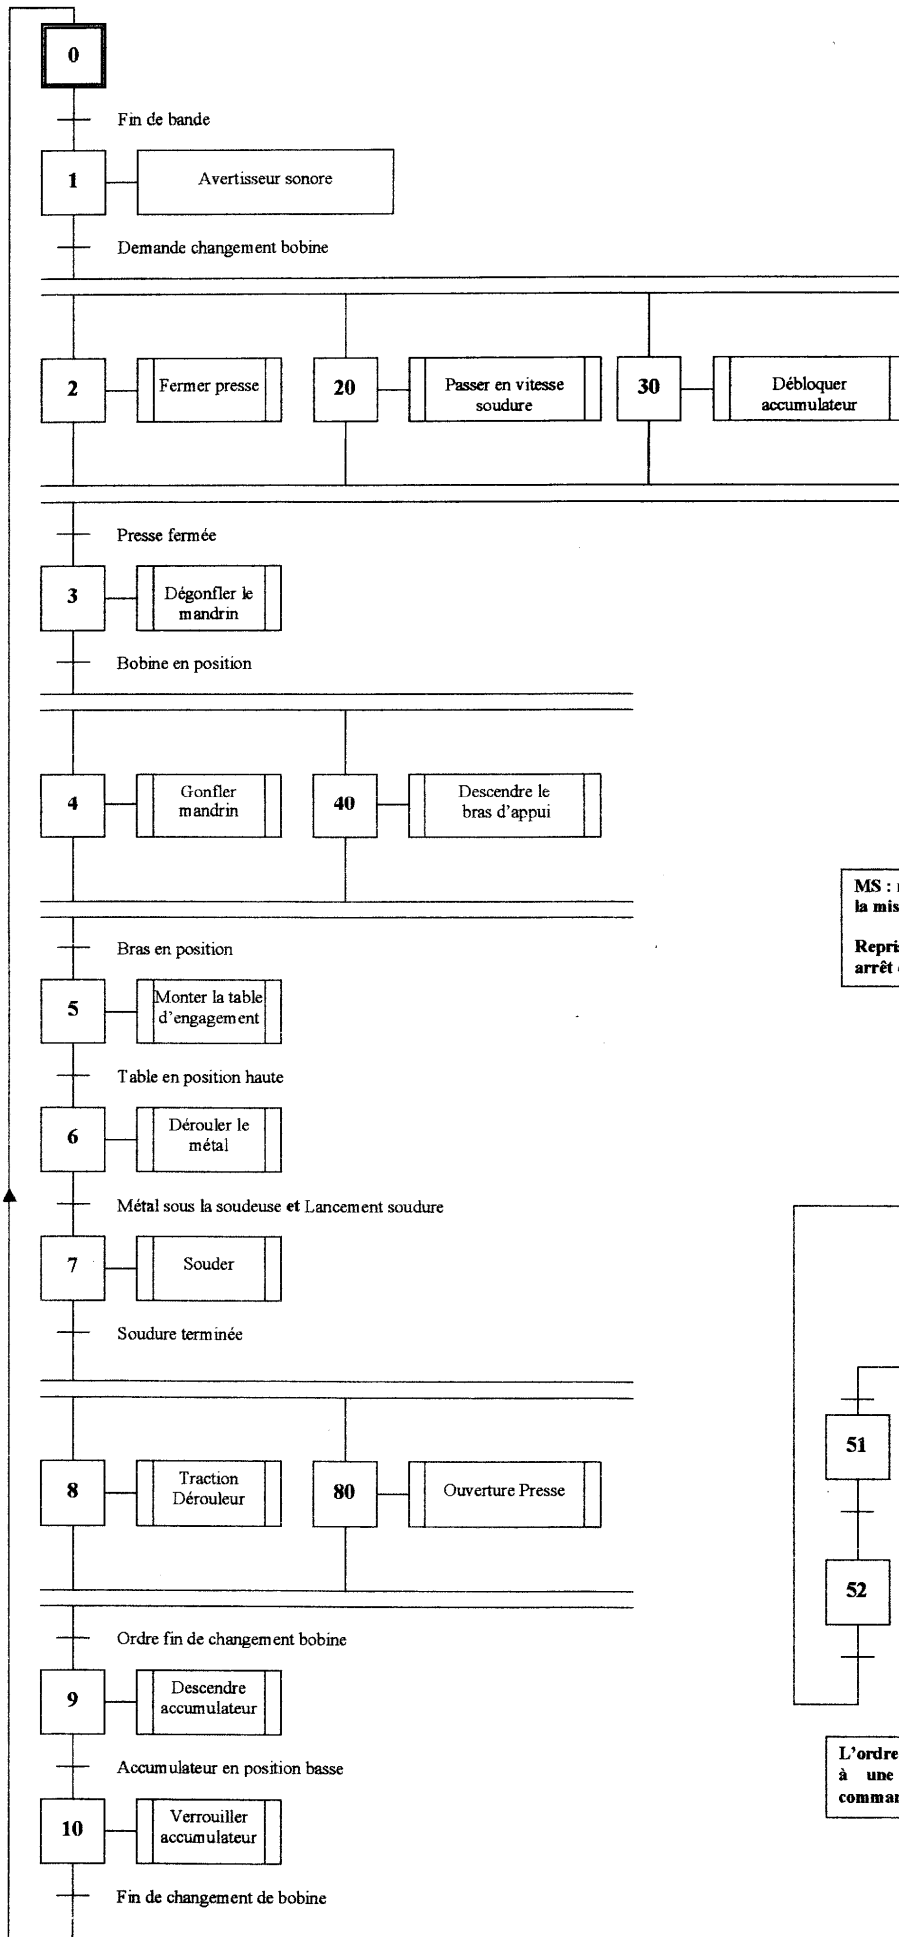 0
Fin de bande
1
Avertisseur sonore
Demande changement bobine
2
Fermer presse
20
Passer en vitesse
soudure
30
Débloquer
accumulateur
Presse fermée
3
Dégonfler le
mandrin
Bobine en position
4
Gonfler
mandrin
40
Descendre le
bras d'appui
MS :
la mis
Repris
arrêt
Bras en position
5
Monter la table
d'engagement
Table en position haute
6
Dérouler le
métal
Métal sous la soudeuse et Lancement soudure
7
Souder
Soudure terminée
51
8
Traction
Dérouleur
80
Ouverture Presse
52
Ordre fin de changement bobine
9
Descendre
accumulateur
Accumulateur en position basse
L'ordre
à une
comman
10
Verrouiller
accumulateur
Fin de changement de bobine